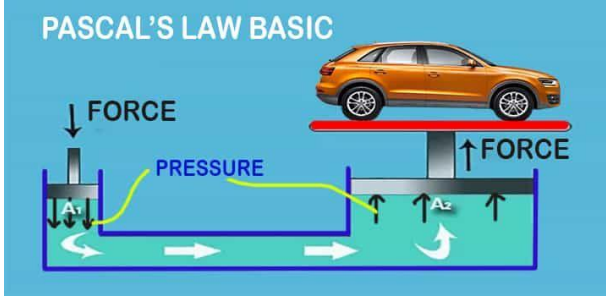 PASCAL'S LAW BASIC
FORCE
FORCE
PRESSURE
A1
A2